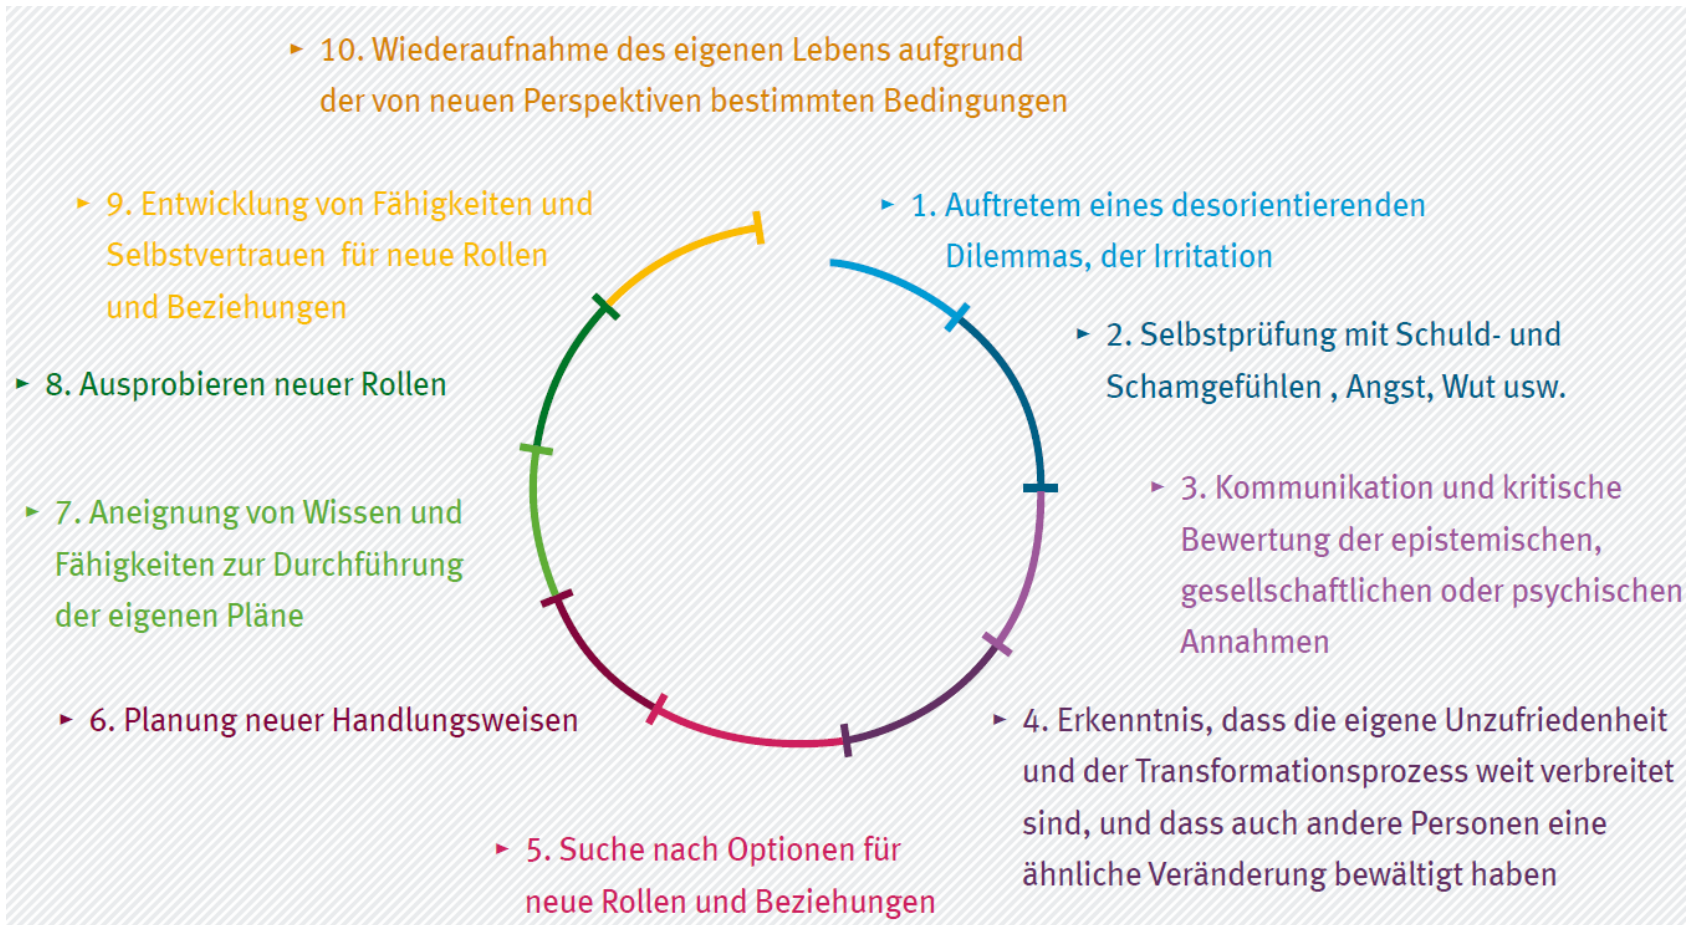 ► 10. Wiederaufnahme des eigenen Lebens aufgrund
der von neuen Perspektiven bestimmten Bedingungen
► 1. Auftretem eines desorientierenden
Dilemmas, der Irritation
► 2. Selbstprüfung mit Schuld- und
Schamgefühlen , Angst, Wut usw.
► 3. Kommunikation und kritische
Bewertung der epistemischen,
gesellschaftlichen oder psychischen
Annahmen
► 4. Erkenntnis, dass die eigene Unzufriedenheit
und der Transformationsprozess weit verbreitet
sind, und dass auch andere Personen eine
ähnliche Veränderung bewältigt haben
► 5. Suche nach Optionen für
neue Rollen und Beziehungen
► 6. Planung neuer Handlungsweisen
► 7. Aneignung von Wissen und
Fähigkeiten zur Durchführung
der eigenen Pläne
► 8. Ausprobieren neuer Rollen
► 9. Entwicklung von Fähigkeiten und
Selbstvertrauen für neue Rollen
und Beziehungen